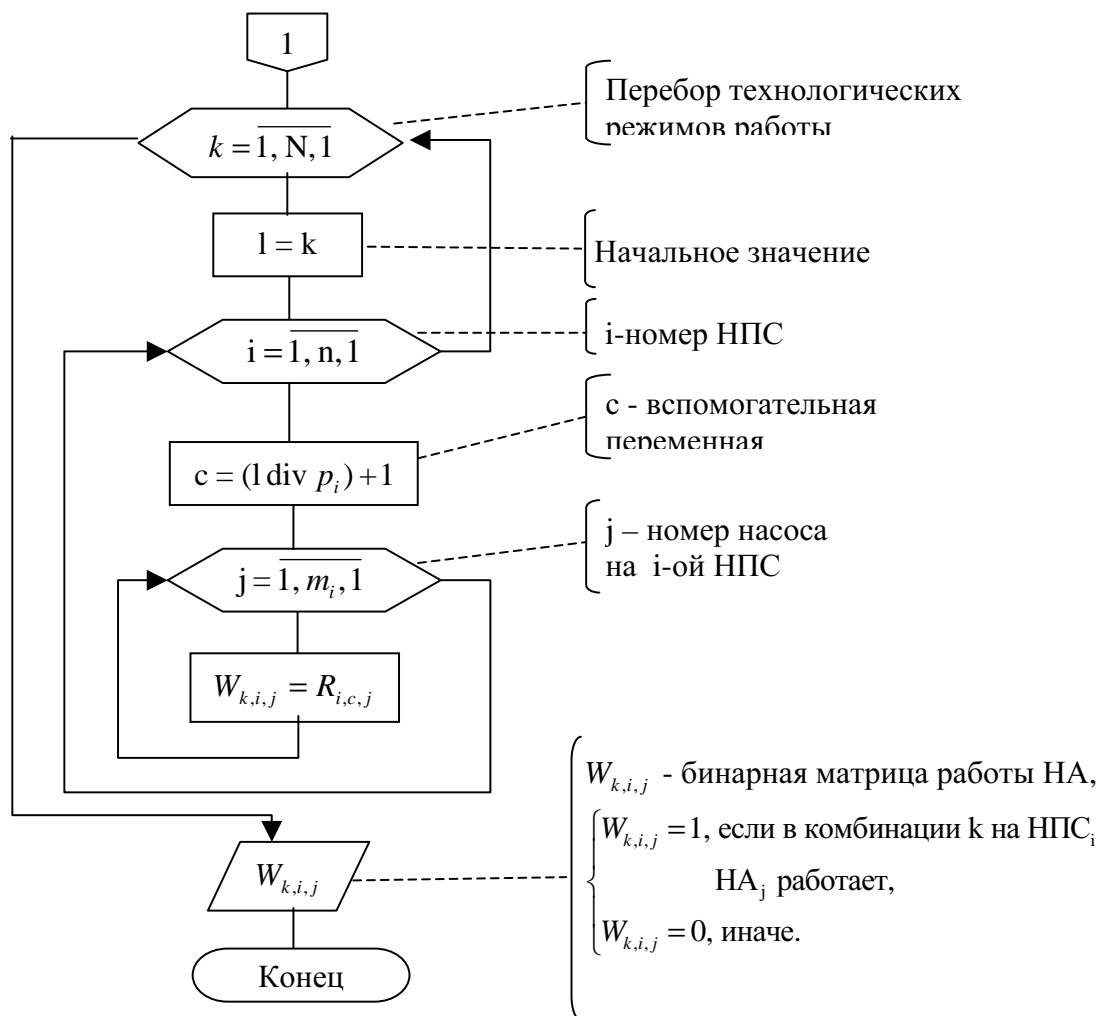 1
Перебор технологических
режимов работы
k = 1, N, 1
l = k
Начальное значение
i = 1, n, 1
i-номер НПС
c - вспомогательная
переменная
c = (l div p_i) + 1
j – номер насоса
на i-ой НПС
j = 1, m_i, 1
W_{k,i,j} = R_{i,c,j}
W_{k,i,j} - бинарная матрица работы НА,
W_{k,i,j} = 1, если в комбинации k на НПС_i
НА_j работает,
W_{k,i,j} = 0, иначе.
W_{k,i,j}
Конец